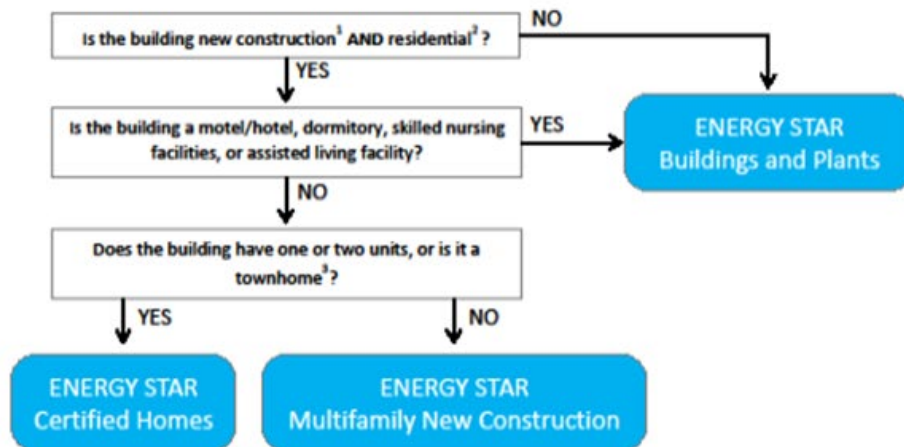 Is the building new construction¹ AND residential²?
NO
YES
Is the building a motel/hotel, dormitory, skilled nursing
facilities, or assisted living facility?
YES
ENERGY STAR
Buildings and Plants
NO
Does the building have one or two units, or is it a
townhome³?
YES
NO
ENERGY STAR
Certified Homes
ENERGY STAR
Multifamily New Construction